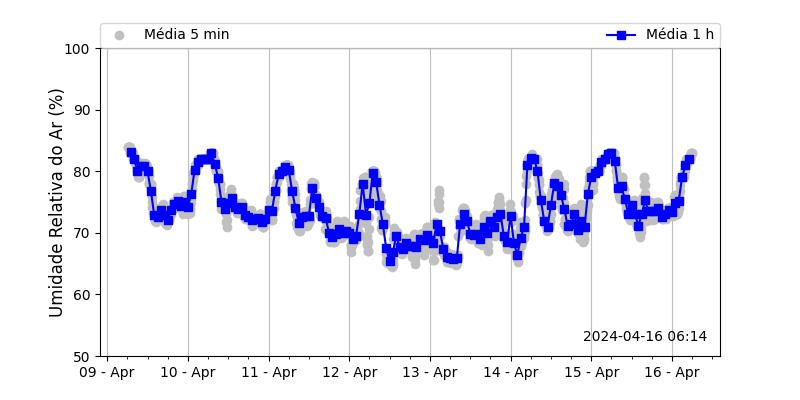 Média 5 min Média 1 h
Umidade Relativa do Ar (%)
100
90
80
70
60
50
2024-04-16 06:14
09 - Apr 10 - Apr 11 - Apr 12 - Apr 13 - Apr 14 - Apr 15 - Apr 16 - Apr